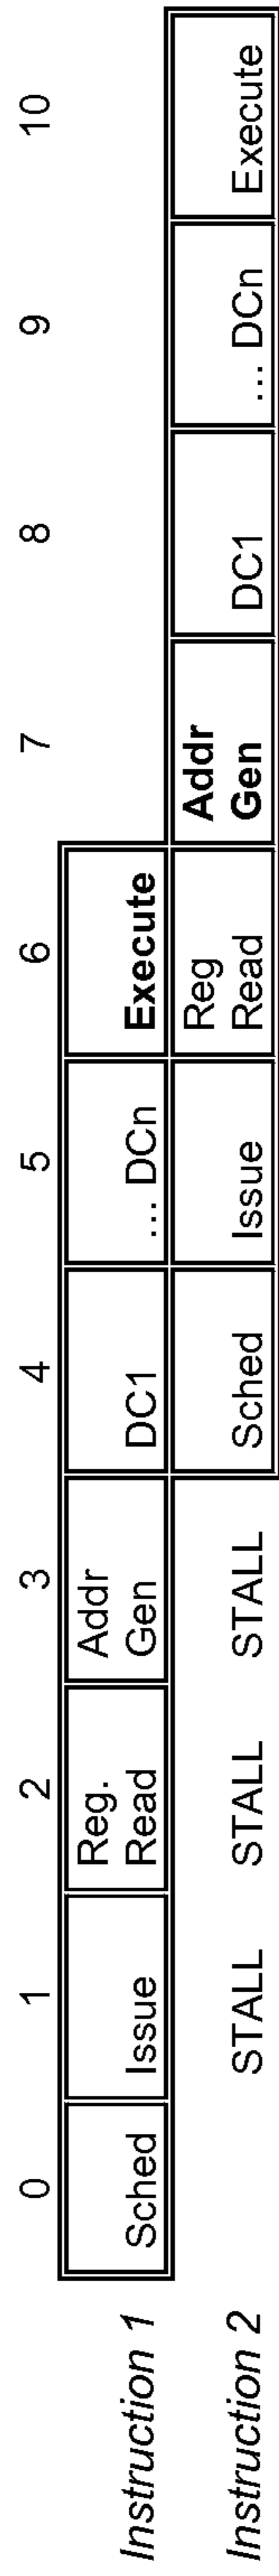 0 1 2 3 4 5 6 7 8 9 10
Instruction 1 Sched Issue Reg. Read Addr Gen DC1 ... DCn Execute
Instruction 2 STALL STALL STALL Sched Issue Reg Read Addr Gen DC1 ... DCn Execute